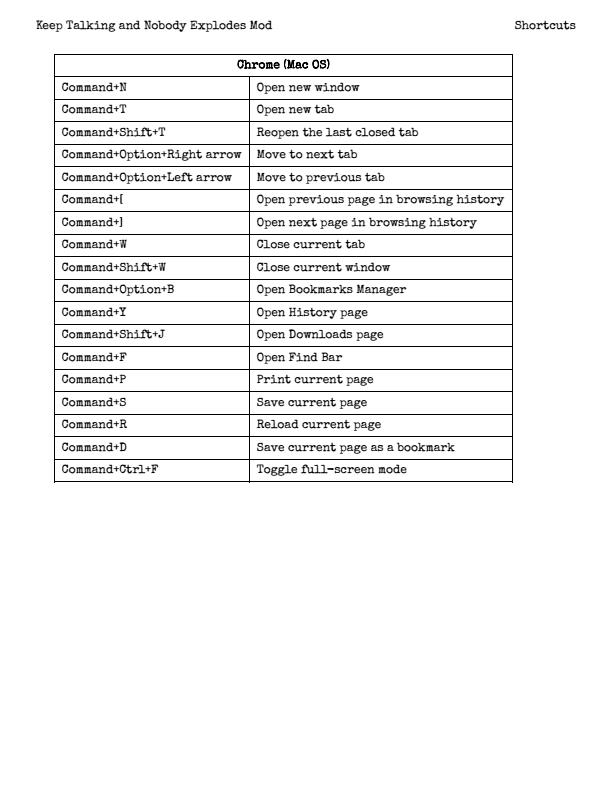 Keep Talking and Nobody Explodes Mod Shortcuts
Chrome (Mac OS)
Command+N Open new window
Command+T Open new tab
Command+Shift+T Reopen the last closed tab
Command+Option+Right arrow Move to next tab
Command+Option+Left arrow Move to previous tab
Command+[ Open previous page in browsing history
Command+] Open next page in browsing history
Command+W Close current tab
Command+Shift+W Close current window
Command+Option+B Open Bookmarks Manager
Command+Y Open History page
Command+Shift+J Open Downloads page
Command+F Open Find Bar
Command+P Print current page
Command+S Save current page
Command+R Reload current page
Command+D Save current page as a bookmark
Command+Ctrl+F Toggle full-screen mode